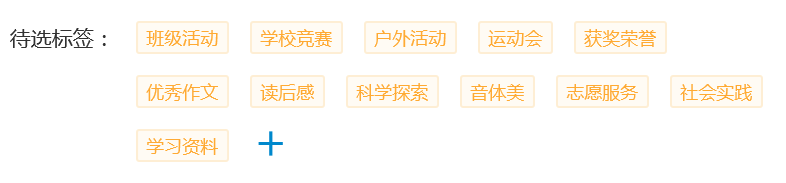 待选标签： 班级活动 学校竞赛 户外活动 运动会 获奖荣誉
优秀作文 读后感 科学探索 音体美 志愿服务 社会实践
学习资料